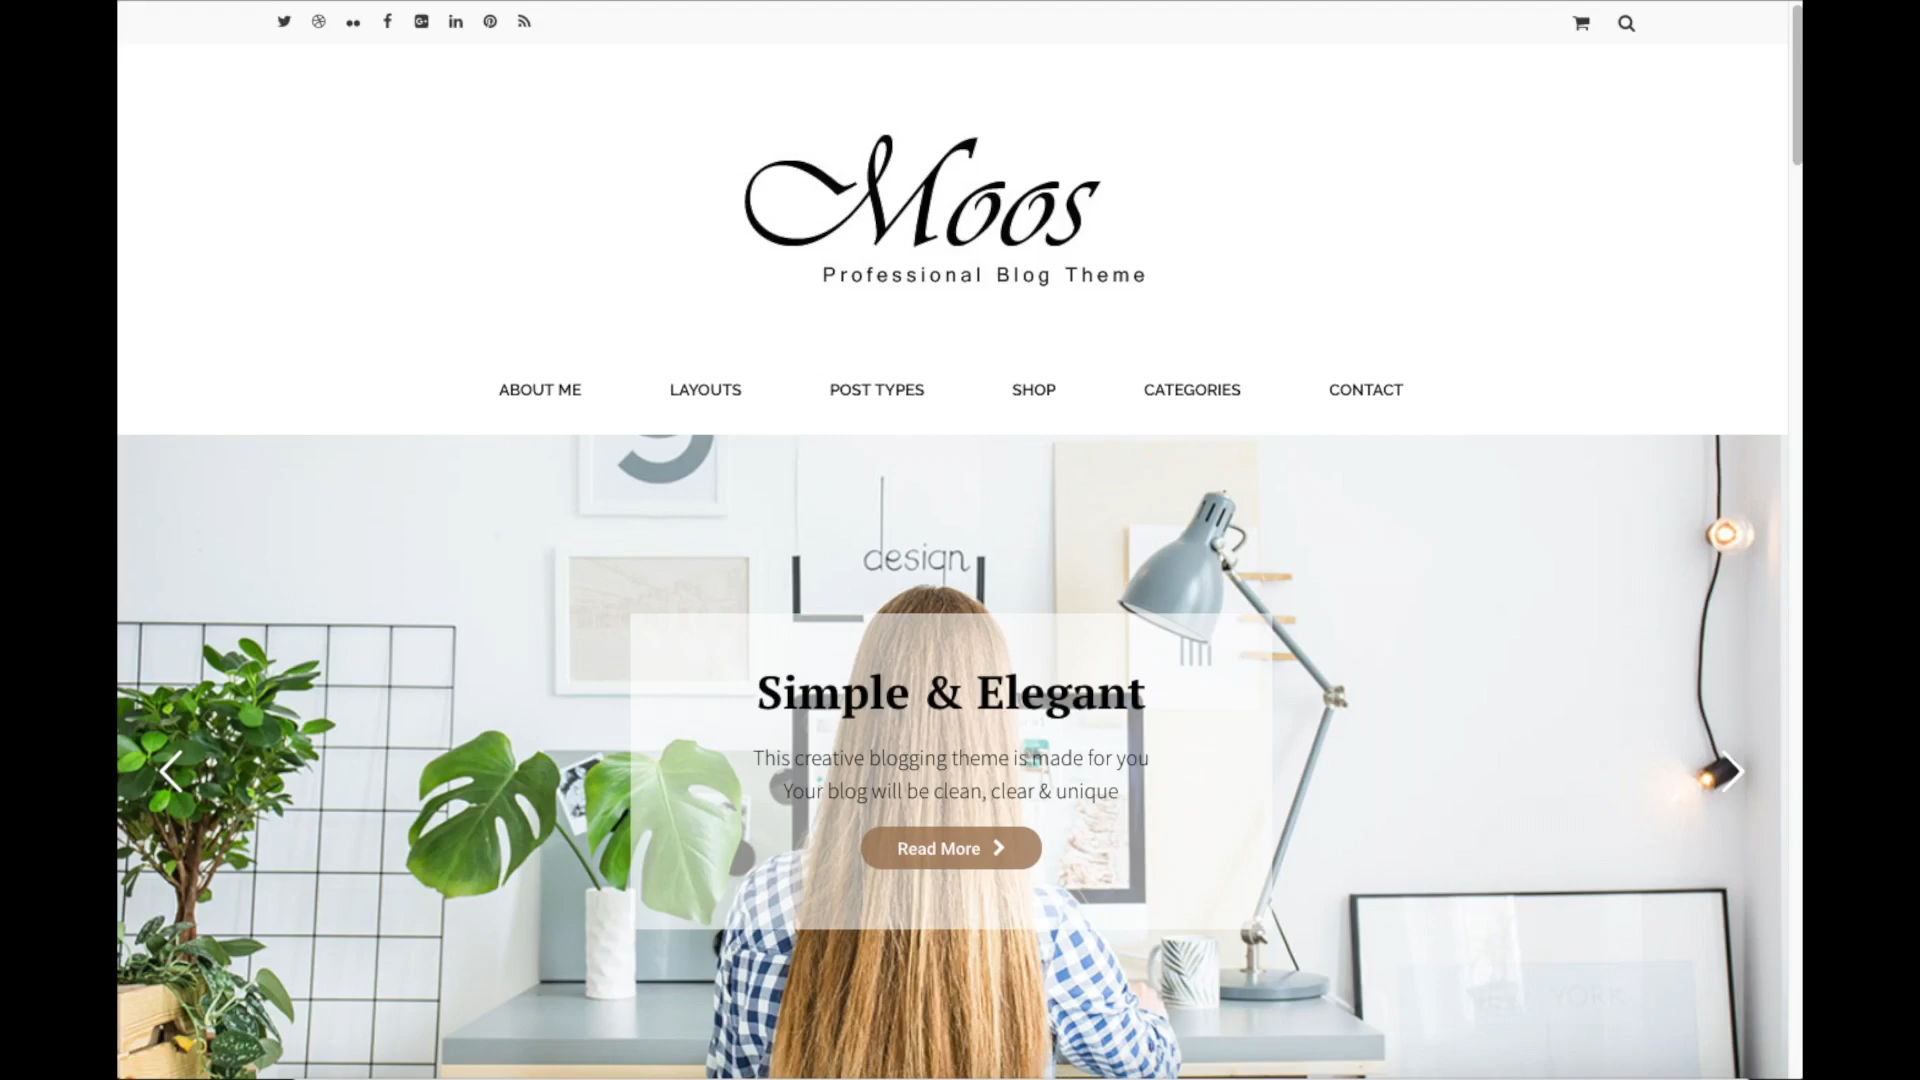 Moos
Professional Blog Theme
ABOUT ME LAYOUTS POST TYPES SHOP CATEGORIES CONTACT
design
Simple & Elegant
This creative blogging theme is made for you
Your blog will be clean, clear & unique
Read More
YORK